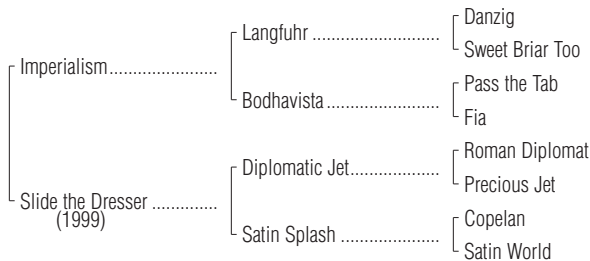 Danzig
Langfuhr ......................................
Sweet Briar Too
Imperialism................................
Pass the Tab
Bodhavista..................................
Fia
Roman Diplomat
Diplomatic Jet...........................
Precious Jet
Slide the Dresser ...................
(1999)
Copelan
Satin Splash .............................
Satin World